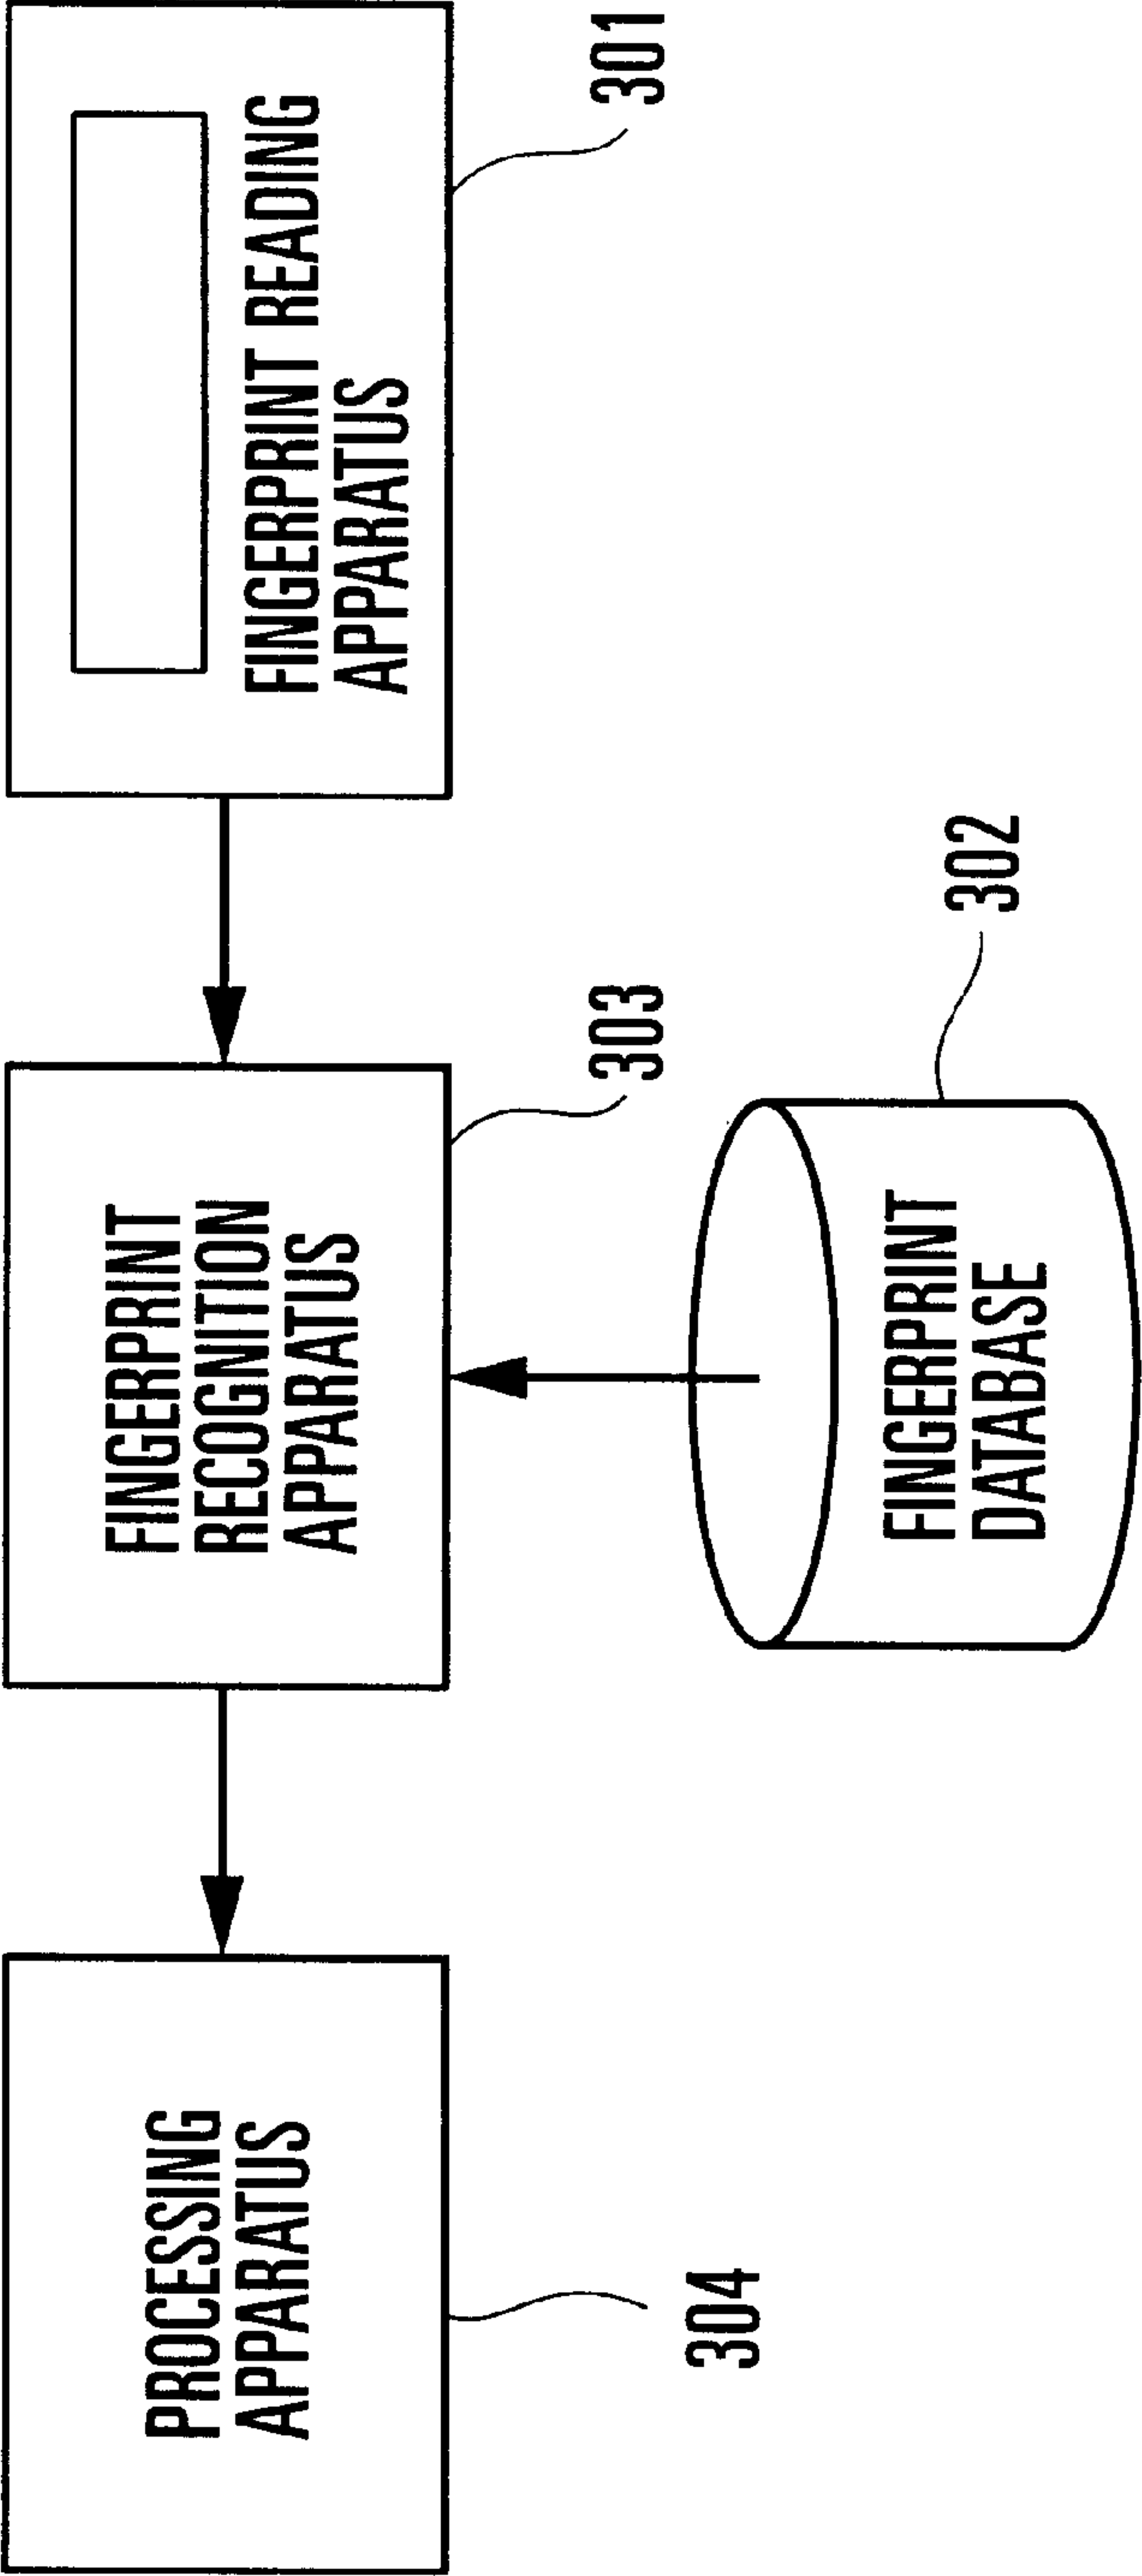 PROCESSING
APPARATUS
304
FINGERPRINT
RECOGNITION
APPARATUS
303
FINGERPRINT READING
APPARATUS
301
FINGERPRINT
DATABASE
302